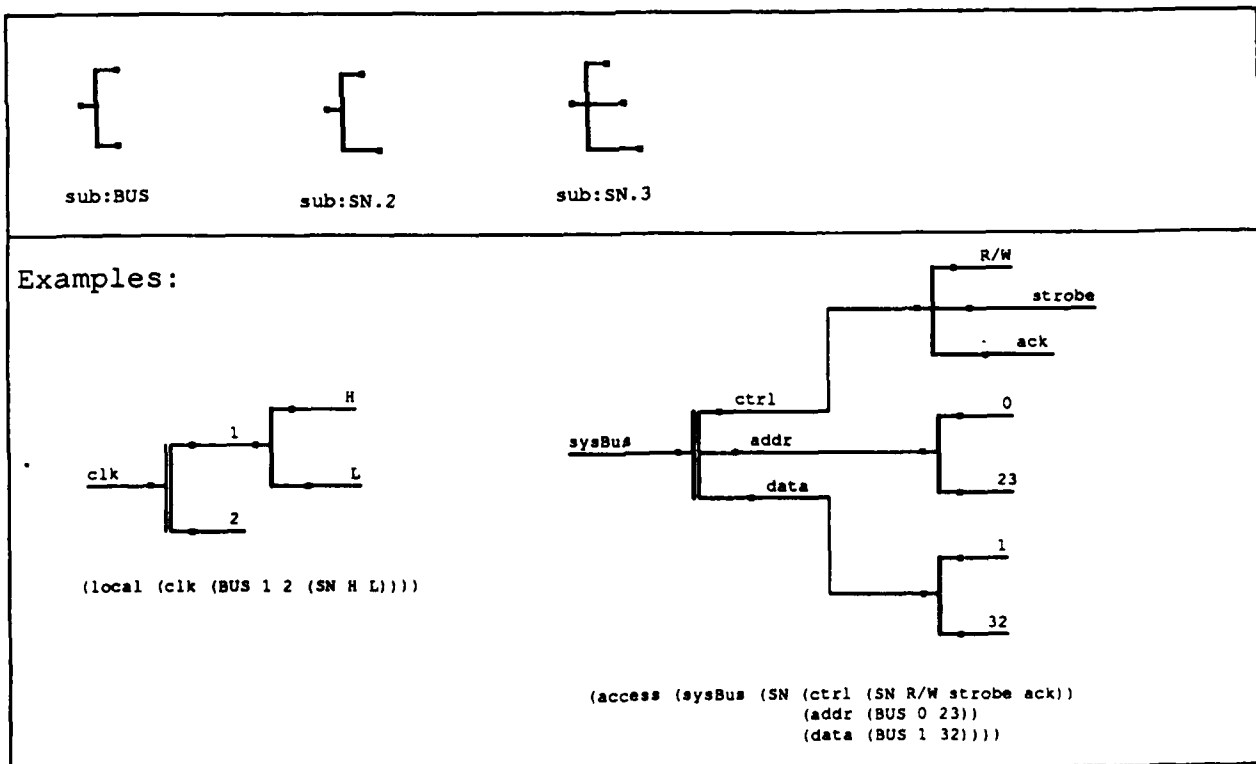 sub:BUS
sub:SN.2
sub:SN.3
Examples:
clk
1
2
H
L
(local (clk (BUS 1 2 (SN H L))))
sysBus
ctrl
addr
data
R/W
strobe
ack
0
23
1
32
(access (sysBus (SN (ctrl (SN R/W strobe ack))
(addr (BUS 0 23))
(data (BUS 1 32))))